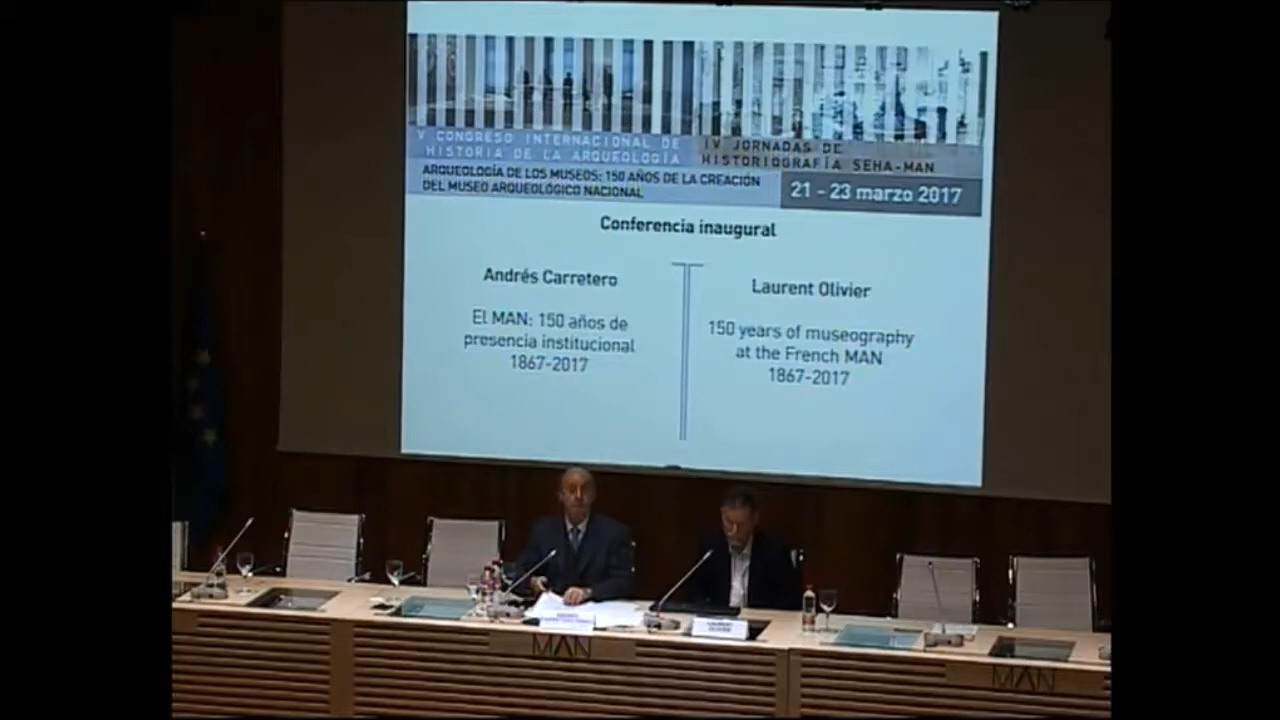 V CONGRESO INTERNACIONAL DE
HISTORIA DE LA ARQUEOLOGÍA
IV JORNADAS DE
HISTORIOGRAFÍA SEHA-MAN
ARQUEOLOGÍA DE LOS MUSEOS: 150 AÑOS DE LA CREACIÓN
DEL MUSEO ARQUEOLÓGICO NACIONAL
21 - 23 marzo 2017
Conferencia inaugural
Andrés Carretero
El MAN: 150 años de
presencia institucional
1867-2017
Laurent Olivier
150 years of museography
at the French MAN
1867-2017
LAURENT
OLIVIER
MAN
MAN